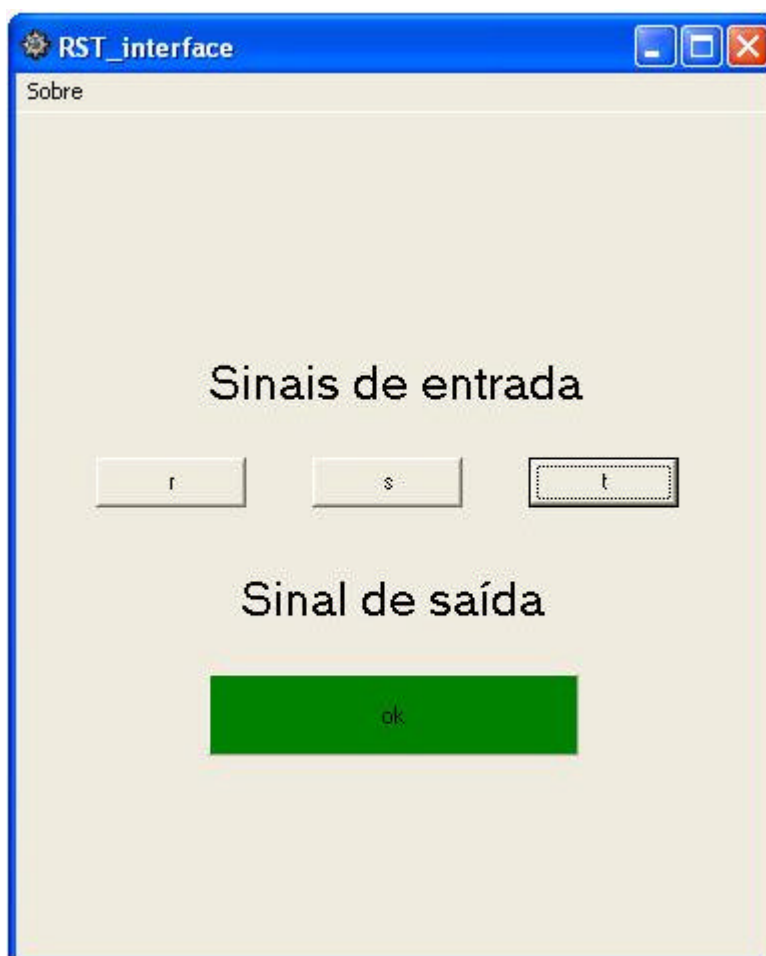 RST_interface
Sobre
Sinais de entrada
r s t
Sinal de saída
ok